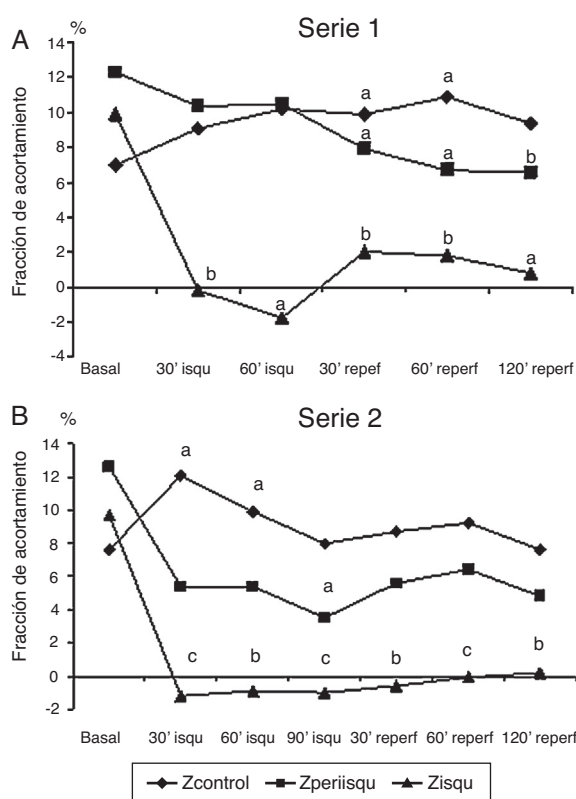 A
%
Serie 1
14
12
10
8
6
4
2
0
-2
-4
Fracción de acortamiento
a
a
a
a
b
b
b
b
a
a
Basal 30' isqu 60' isqu 30' repef 60' reperf 120' reperf
B
%
Serie 2
14
12
10
8
6
4
2
0
-2
Fracción de acortamiento
a
a
a
c
b
c
b
c
b
Basal 30' isqu 60' isqu 90' isqu 30' reperf 60' reperf 120' reperf
Zcontrol Zperiisqu Zisqu